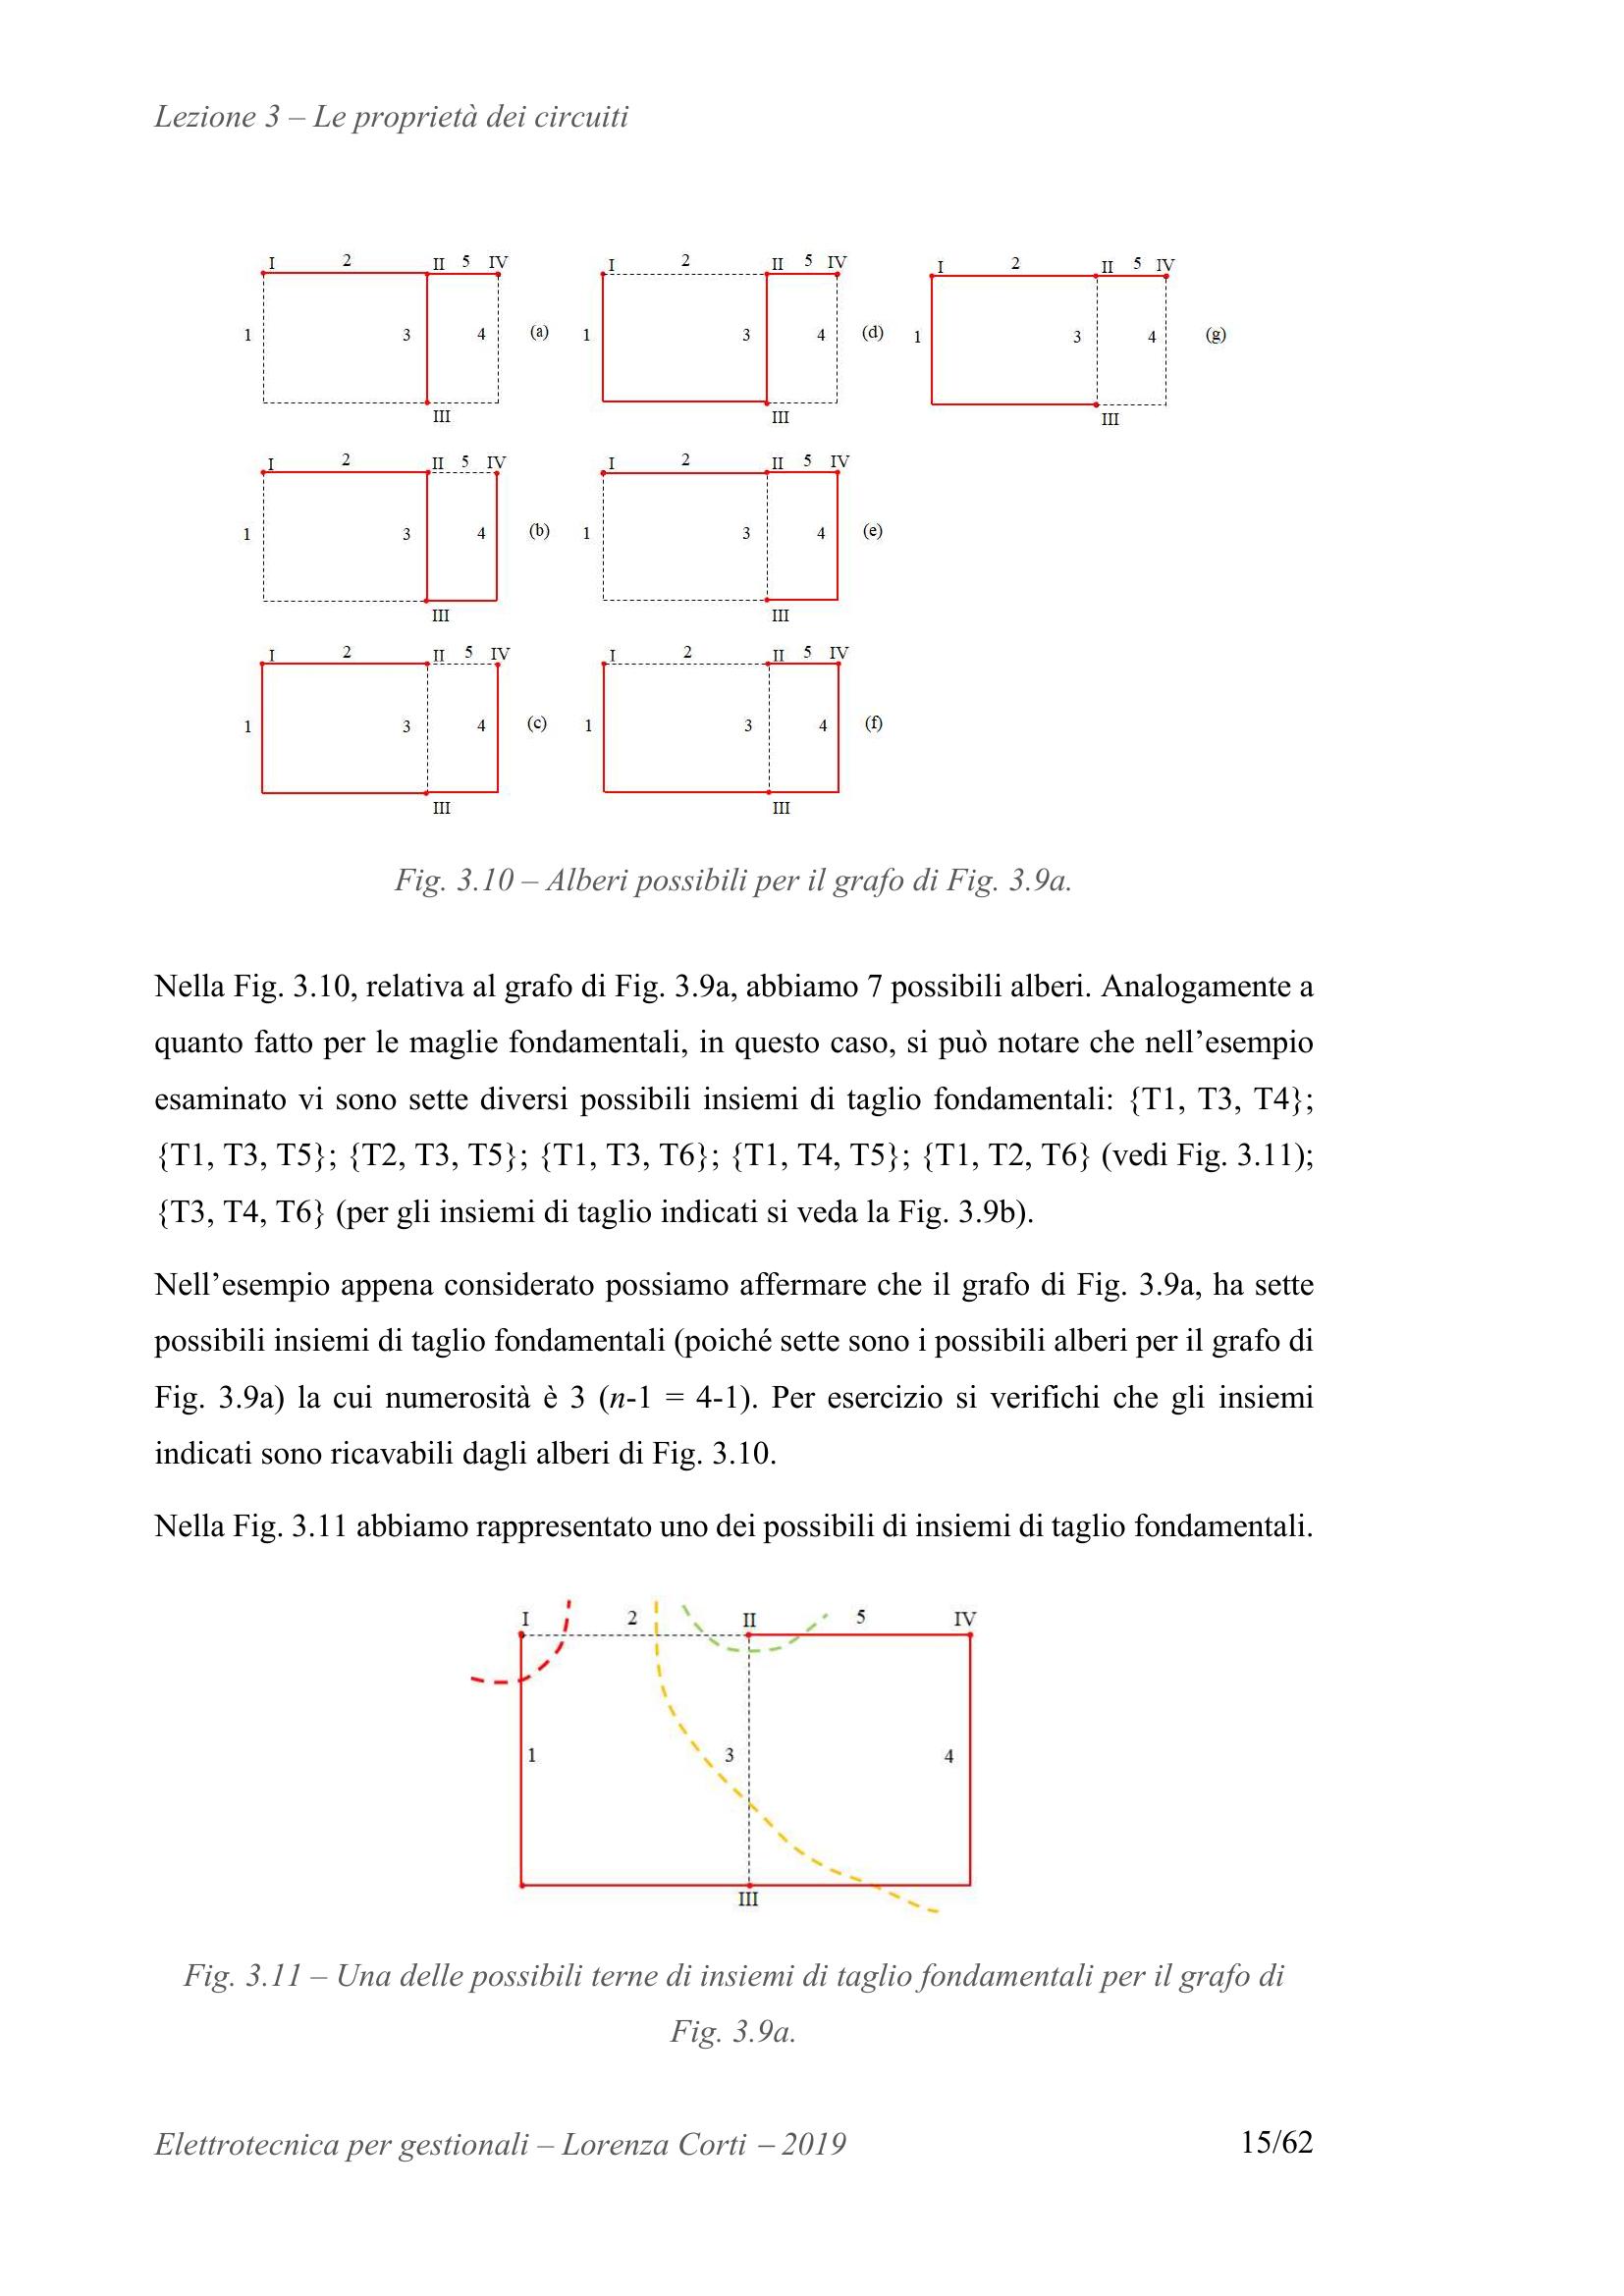 Lezione 3 – Le proprietà dei circuiti
I 2 II 5 IV
1 3 4 (a)
III
I 2 II 5 IV
1 3 4 (d)
III
I 2 II 5 IV
1 3 4 (g)
III
I 2 II 5 IV
1 3 4 (b)
III
I 2 II 5 IV
1 3 4 (e)
III
I 2 II 5 IV
1 3 4 (c)
III
I 2 II 5 IV
1 3 4 (f)
III
Fig. 3.10 – Alberi possibili per il grafo di Fig. 3.9a.
Nella Fig. 3.10, relativa al grafo di Fig. 3.9a, abbiamo 7 possibili alberi. Analogamente a
quanto fatto per le maglie fondamentali, in questo caso, si può notare che nell’esempio
esaminato vi sono sette diversi possibili insiemi di taglio fondamentali: {T1, T3, T4};
{T1, T3, T5}; {T2, T3, T5}; {T1, T3, T6}; {T1, T4, T5}; {T1, T2, T6} (vedi Fig. 3.11);
{T3, T4, T6} (per gli insiemi di taglio indicati si veda la Fig. 3.9b).
Nell’esempio appena considerato possiamo affermare che il grafo di Fig. 3.9a, ha sette
possibili insiemi di taglio fondamentali (poiché sette sono i possibili alberi per il grafo di
Fig. 3.9a) la cui numerosità è 3 (n-1 = 4-1). Per esercizio si verifichi che gli insiemi
indicati sono ricavabili dagli alberi di Fig. 3.10.
Nella Fig. 3.11 abbiamo rappresentato uno dei possibili di insiemi di taglio fondamentali.
I 2 II 5 IV
1 3 4
III
Fig. 3.11 – Una delle possibili terne di insiemi di taglio fondamentali per il grafo di
Fig. 3.9a.
Elettrotecnica per gestionali – Lorenza Corti – 2019 15/62